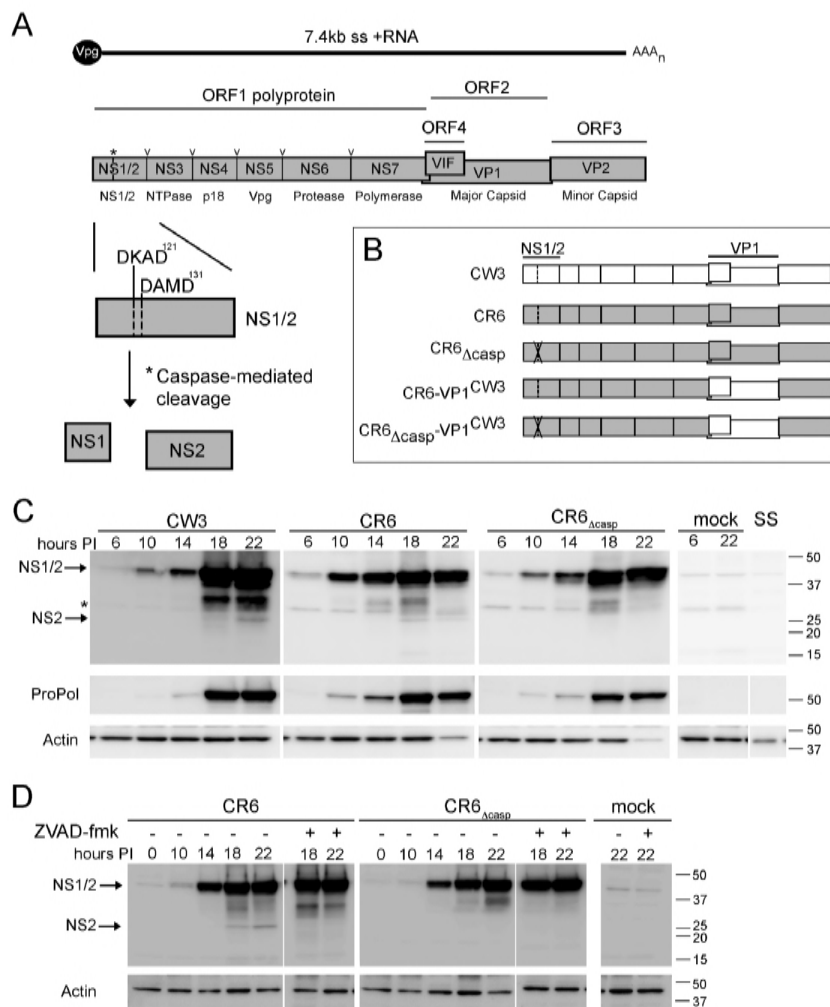 A
7.4kb ss +RNA
Vpg
AAAn
ORF1 polyprotein
ORF2
ORF4
ORF3
* v v v v v
NS1/2 NS3 NS4 NS5 NS6 NS7 VIF VP1 VP2
NS1/2 NTPase p18 Vpg Protease Polymerase Major Capsid Minor Capsid
DKAD121
DAMD131
NS1/2
* Caspase-mediated
cleavage
NS1
NS2
B
NS1/2 VP1
CW3
CR6
CR6Δcasp
CR6-VP1CW3
CR6Δcasp-VP1CW3
C
CW3 CR6 CR6Δcasp mock SS
hours PI 6 10 14 18 22 6 10 14 18 22 6 10 14 18 22 6 22
NS1/2
*
NS2
50
37
25
20
15
ProPol
50
Actin
50
37
D
CR6 CR6Δcasp mock
ZVAD-fmk - - - - - + + - - - - - + + - +
hours PI 0 10 14 18 22 18 22 0 10 14 18 22 18 22 22 22
NS1/2
NS2
50
37
25
20
15
Actin
50
37